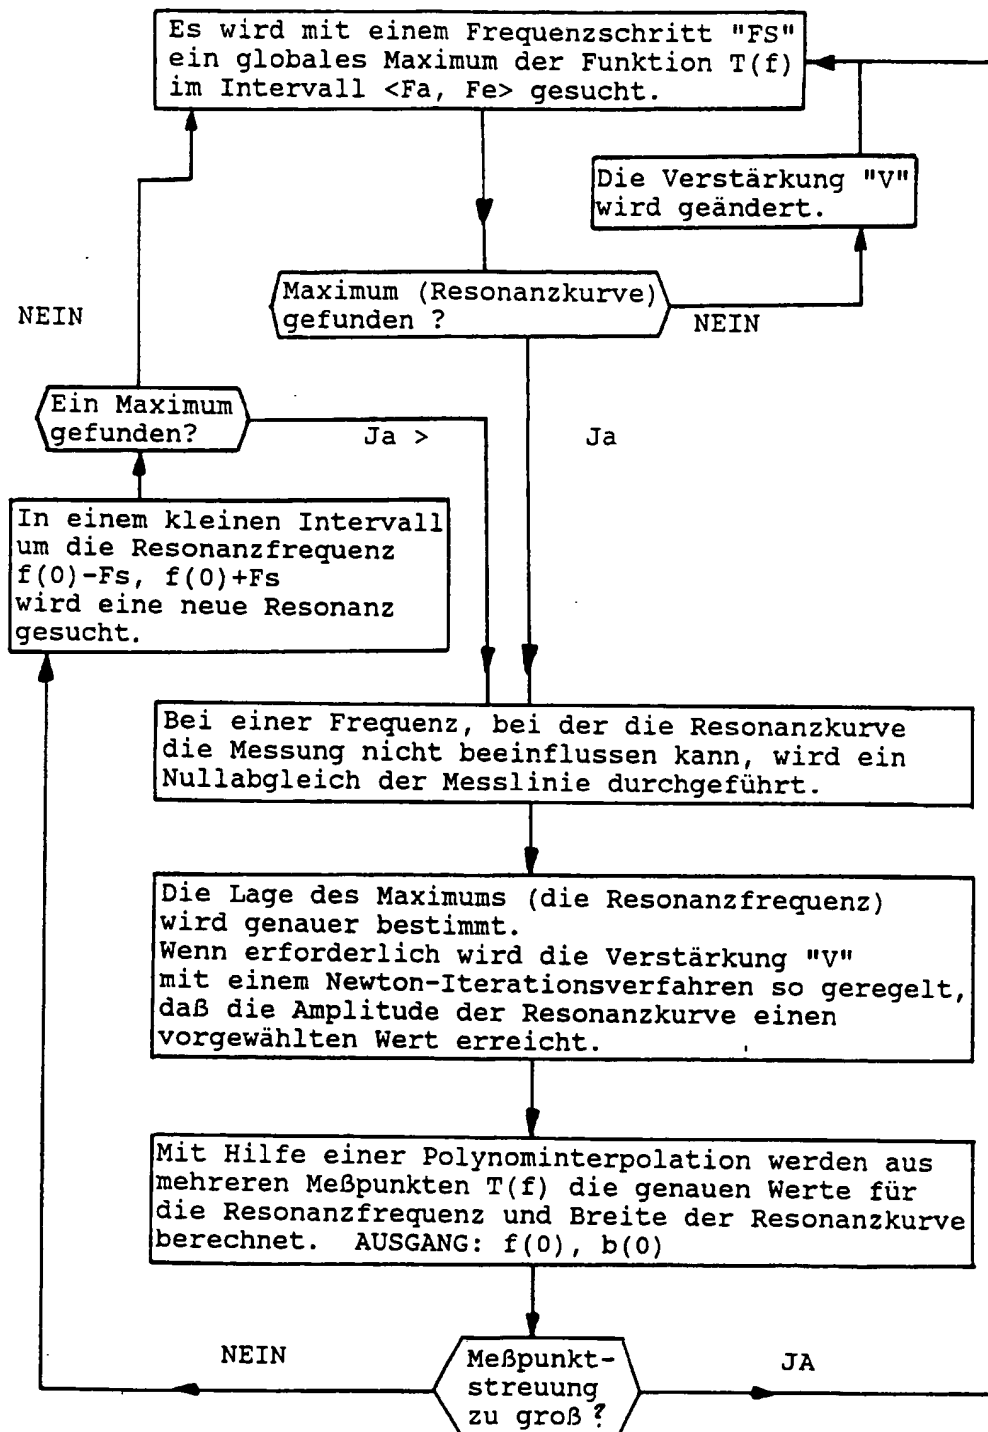 Es wird mit einem Frequenzschritt "FS"
ein globales Maximum der Funktion T(f)
im Intervall <Fa, Fe> gesucht.
Die Verstärkung "V"
wird geändert.
Maximum (Resonanzkurve)
gefunden ?
NEIN
NEIN
Ein Maximum
gefunden?
Ja >
Ja
In einem kleinen Intervall
um die Resonanzfrequenz
f(0)-Fs, f(0)+Fs
wird eine neue Resonanz
gesucht.
Bei einer Frequenz, bei der die Resonanzkurve
die Messung nicht beeinflussen kann, wird ein
Nullabgleich der Messlinie durchgeführt.
Die Lage des Maximums (die Resonanzfrequenz)
wird genauer bestimmt.
Wenn erforderlich wird die Verstärkung "V"
mit einem Newton-Iterationsverfahren so geregelt,
daß die Amplitude der Resonanzkurve einen
vorgewählten Wert erreicht.
Mit Hilfe einer Polynominterpolation werden aus
mehreren Meßpunkten T(f) die genauen Werte für
die Resonanzfrequenz und Breite der Resonanzkurve
berechnet.  AUSGANG: f(0), b(0)
NEIN
Meßpunkt-
streuung
zu groß ?
JA